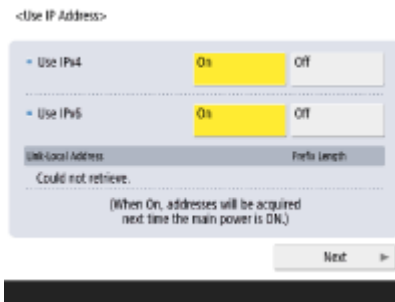 <Use IP Address>
Use IPv4 On Off
Use IPv6 On Off
Link-Local Address Prefix Length
Could not retrieve.
(When On, addresses will be acquired
next time the main power is ON.)
Next